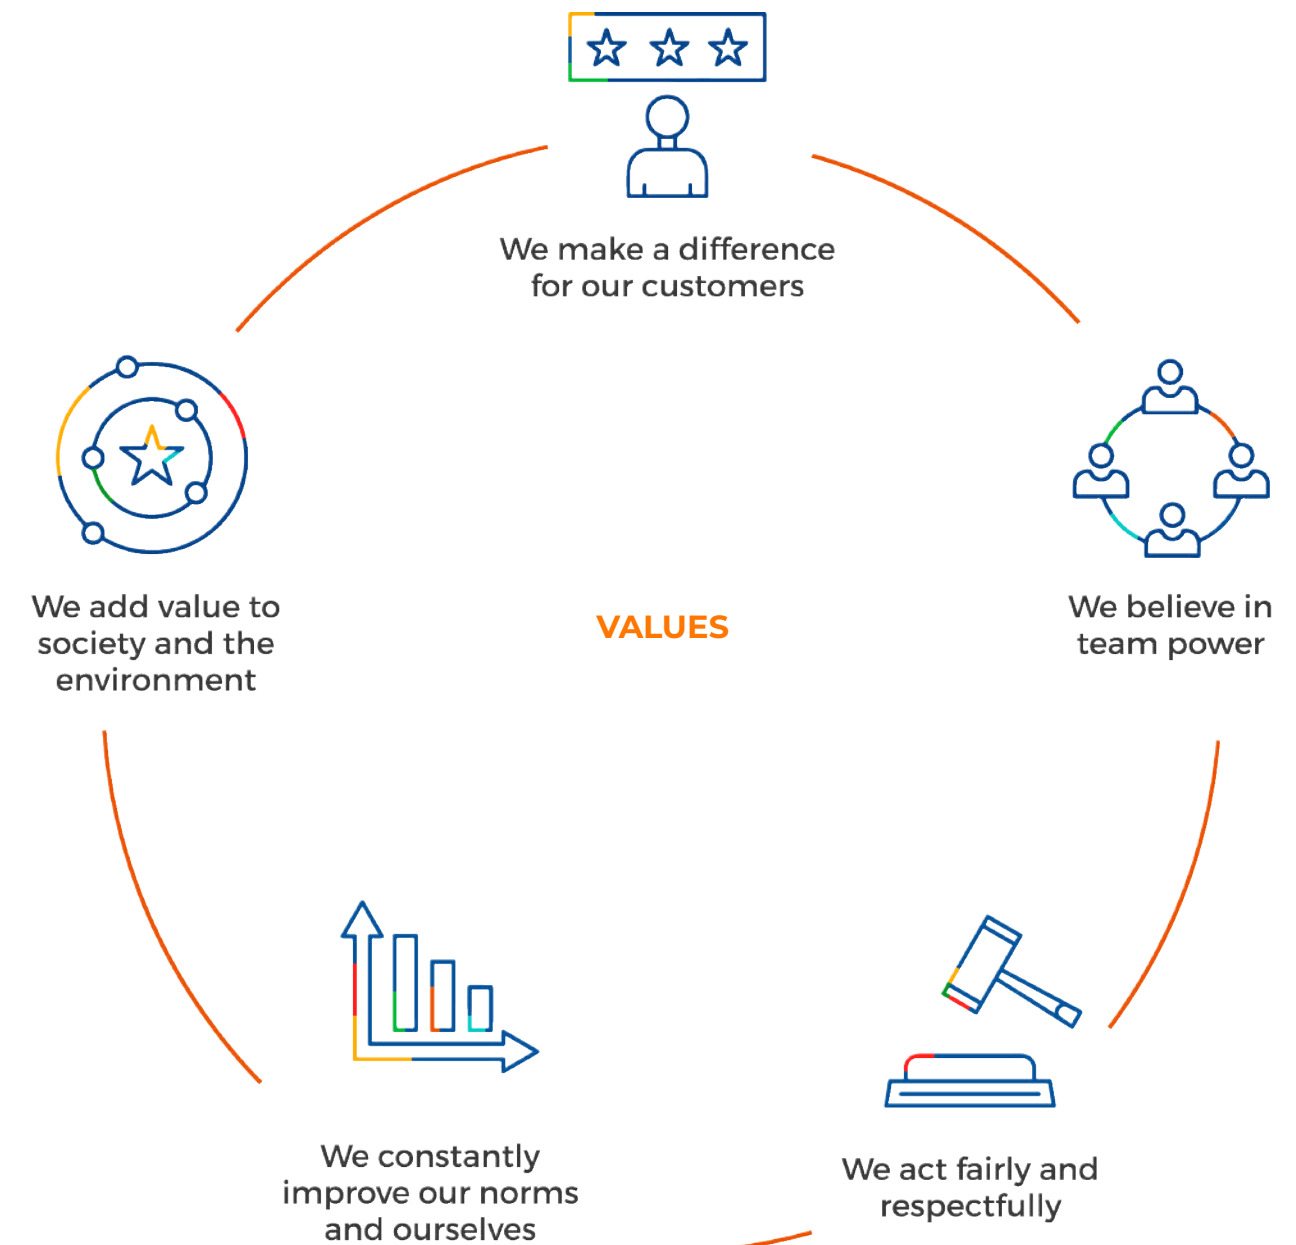 We make a difference
for our customers
We believe in
team power
We act fairly and
respectfully
We constantly
improve our norms
and ourselves
We add value to
society and the
environment
VALUES